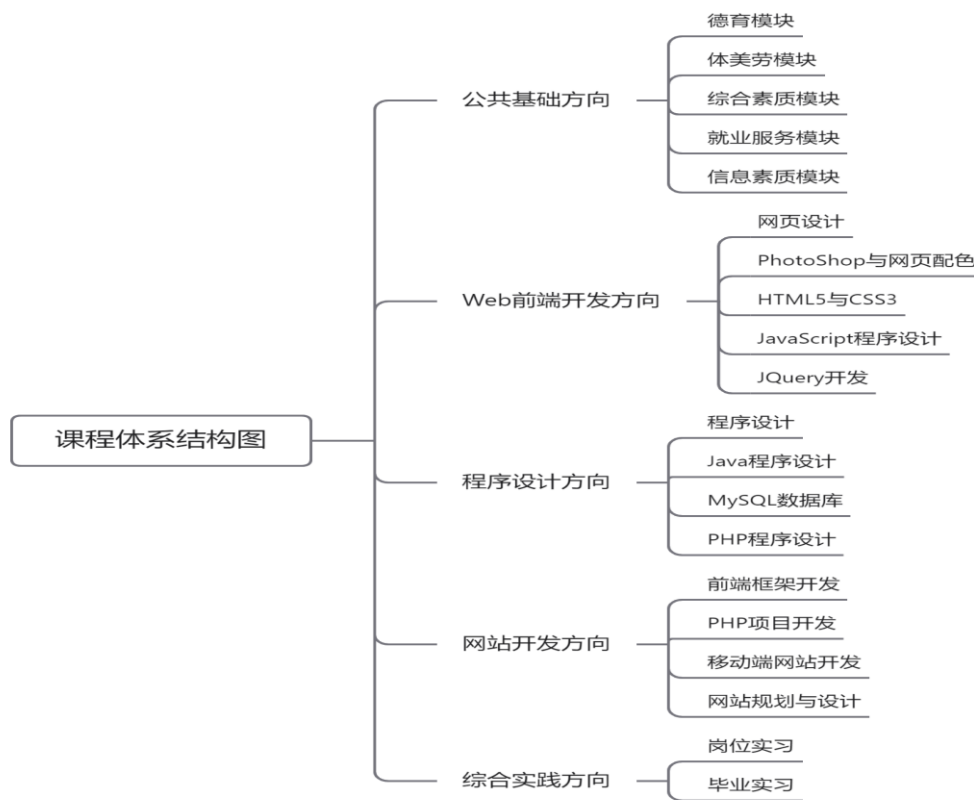 课程体系结构图
公共基础方向
德育模块
体美劳模块
综合素质模块
就业服务模块
信息素质模块
Web前端开发方向
网页设计
PhotoShop与网页配色
HTML5与CSS3
JavaScript程序设计
JQuery开发
程序设计方向
程序设计
Java程序设计
MySQL数据库
PHP程序设计
网站开发方向
前端框架开发
PHP项目开发
移动端网站开发
网站规划与设计
综合实践方向
岗位实习
毕业实习